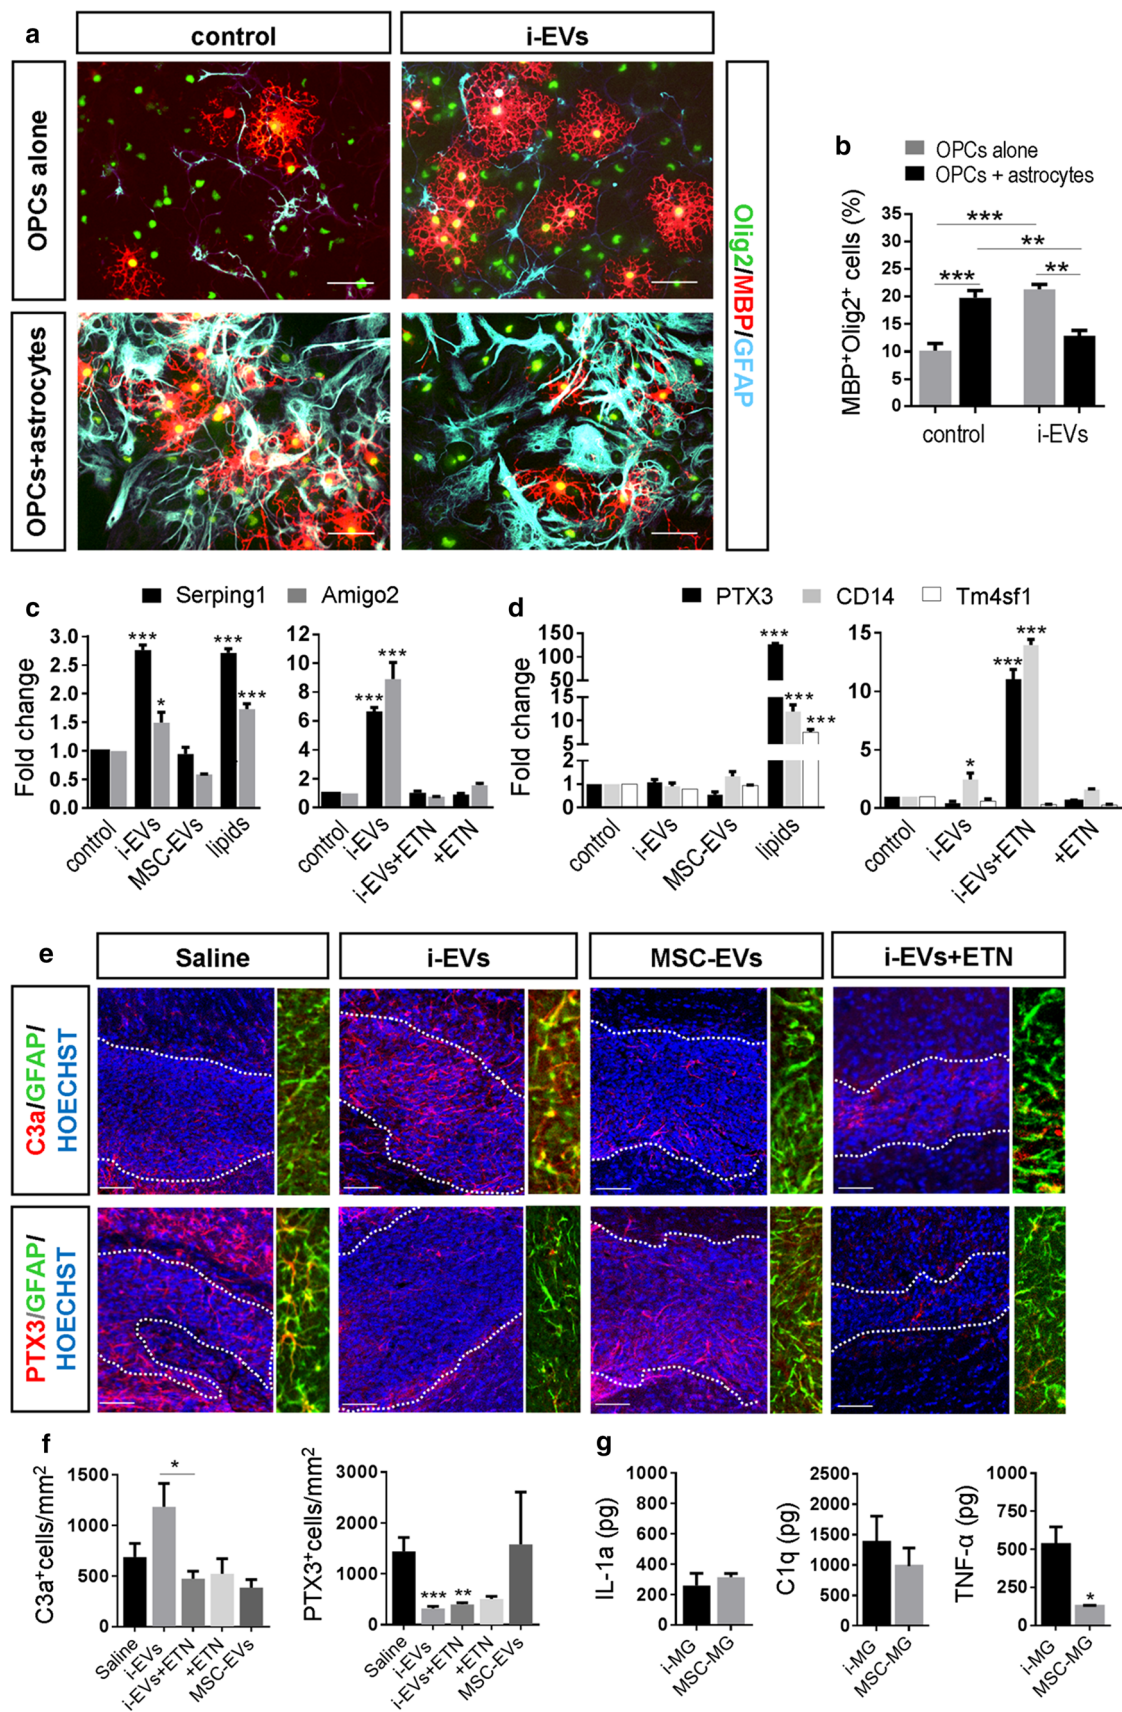 a
control
i-EVs
OPCs alone
OPCs+astrocytes
Olig2/MBP/GFAP
b
OPCs alone
OPCs + astrocytes
MBP+Olig2+ cells (%)
35
30
25
20
15
10
5
0
***
**
***
**
control
i-EVs
c
Serping1
Amigo2
Fold change
3.0
2.5
2.0
1.5
1.0
0.5
0.0
***
*
***
***
control
i-EVs
MSC-EVs
lipids
12
10
8
6
4
2
0
***
***
control
i-EVs
i-EVs+ETN
+ETN
d
PTX3
CD14
Tm4sf1
Fold change
150
100
50
15
10
5
2
1
0
***
***
***
control
i-EVs
MSC-EVs
lipids
15
10
5
0
*
***
***
control
i-EVs
i-EVs+ETN
+ETN
e
Saline
i-EVs
MSC-EVs
i-EVs+ETN
C3a/GFAP/
HOECHST
PTX3/GFAP/
HOECHST
f
C3a+cells/mm2
1500
1000
500
0
*
Saline
i-EVs
i-EVs+ETN
+ETN
MSC-EVs
PTX3+cells/mm2
3000
2000
1000
0
***
**
Saline
i-EVs
i-EVs+ETN
+ETN
MSC-EVs
g
IL-1a (pg)
1000
800
600
400
200
0
i-MG
MSC-MG
C1q (pg)
2500
2000
1500
1000
500
0
i-MG
MSC-MG
TNF-α (pg)
1000
750
500
250
0
*
i-MG
MSC-MG